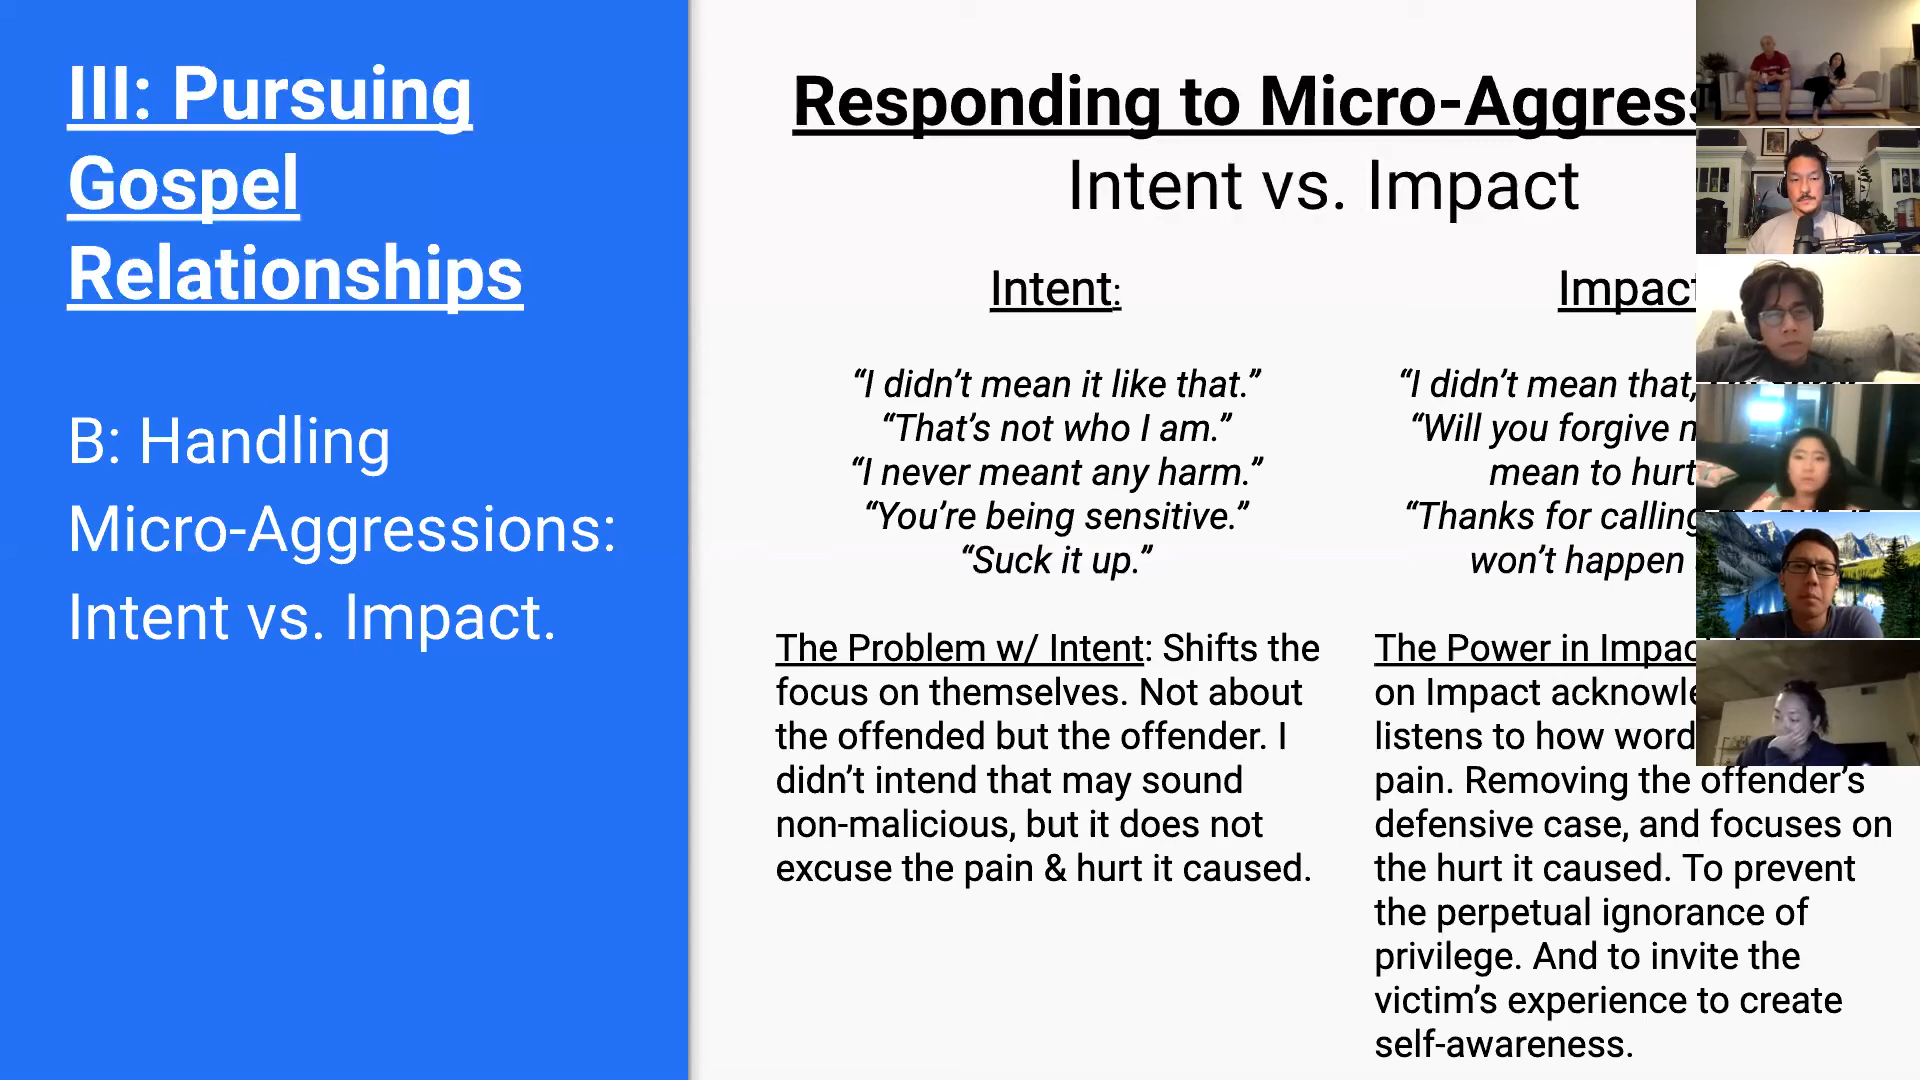 III: Pursuing
Gospel
Relationships
B: Handling
Micro-Aggressions:
Intent vs. Impact.
Responding to Micro-Aggress
Intent vs. Impact
Intent:
“I didn’t mean it like that.”
“That’s not who I am.”
“I never meant any harm.”
“You’re being sensitive.”
“Suck it up.”
The Problem w/ Intent: Shifts the
focus on themselves. Not about
the offended but the offender. I
didn’t intend that may sound
non-malicious, but it does not
excuse the pain & hurt it caused.
Impact
“I didn’t mean that,
“Will you forgive
mean to hurt
“Thanks for calling
won’t happen
The Power in Impac
on Impact acknowle
listens to how word
pain. Removing the offender’s
defensive case, and focuses on
the hurt it caused. To prevent
the perpetual ignorance of
privilege. And to invite the
victim’s experience to create
self-awareness.